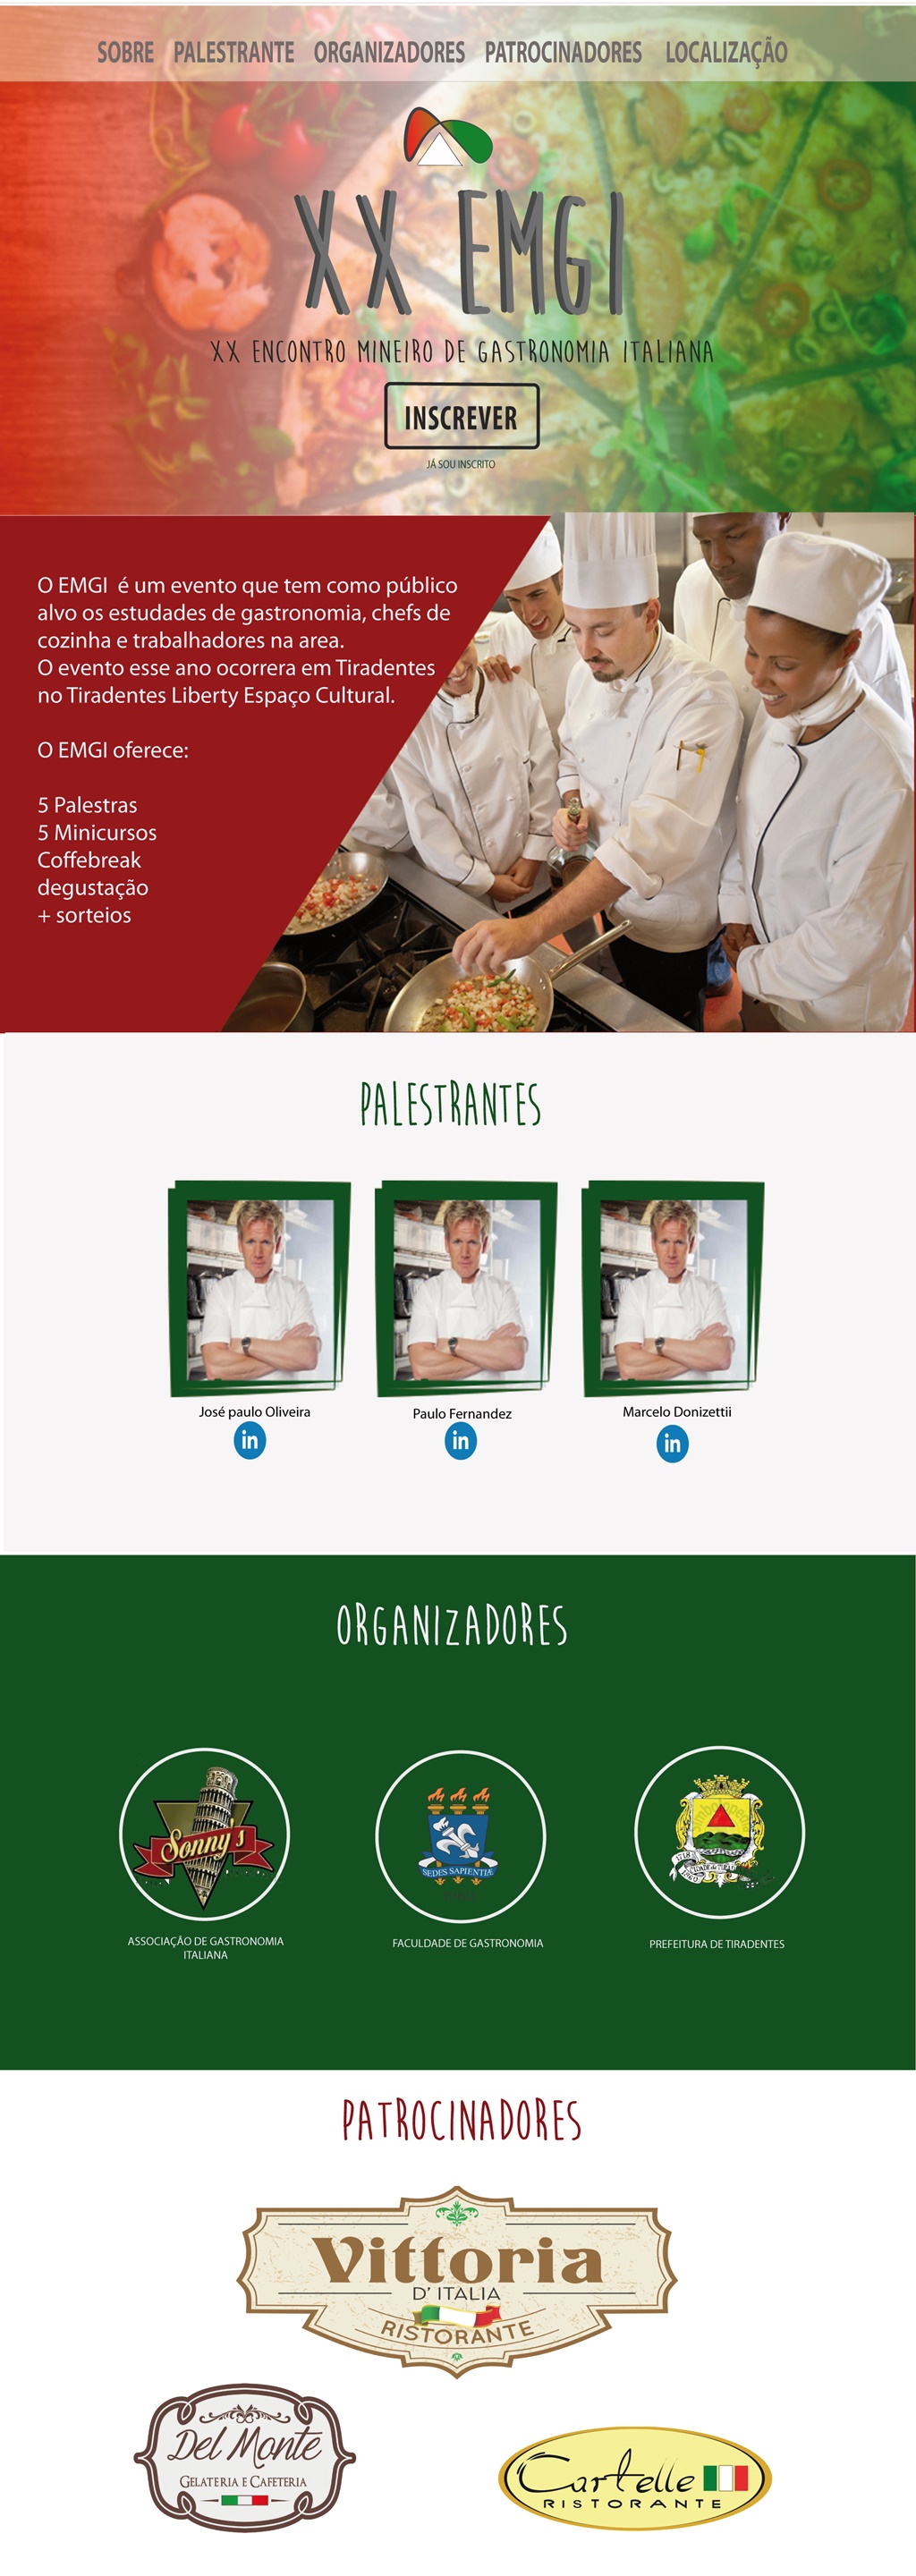 SOBRE PALESTRANTE ORGANIZADORES PATROCINADORES LOCALIZAÇÃO
XX EMGI
XX ENCONTRO MINEIRO DE GASTRONOMIA ITALIANA
INSCREVER
JÁ SOU INSCRITO
O EMGI é um evento que tem como público
alvo os estudades de gastronomia, chefs de
cozinha e trabalhadores na area.
O evento esse ano ocorrera em Tiradentes
no Tiradentes Liberty Espaço Cultural.
O EMGI oferece:
5 Palestras
5 Minicursos
Coffebreak
degustação
+ sorteios
PALESTRANTES
José paulo Oliveira
Paulo Fernandez
Marcelo Donizettii
in
in
in
ORGANIZADORES
Sonny's
SEDES SAPIENTIÆ
ASSOCIAÇÃO DE GASTRONOMIA
ITALIANA
FACULDADE DE GASTRONOMIA
PREFEITURA DE TIRADENTES
PATROCINADORES
Vittoria
D'ITALIA
RISTORANTE
Del Monte
GELATERIA E CAFETERIA
Cartelle
RISTORANTE